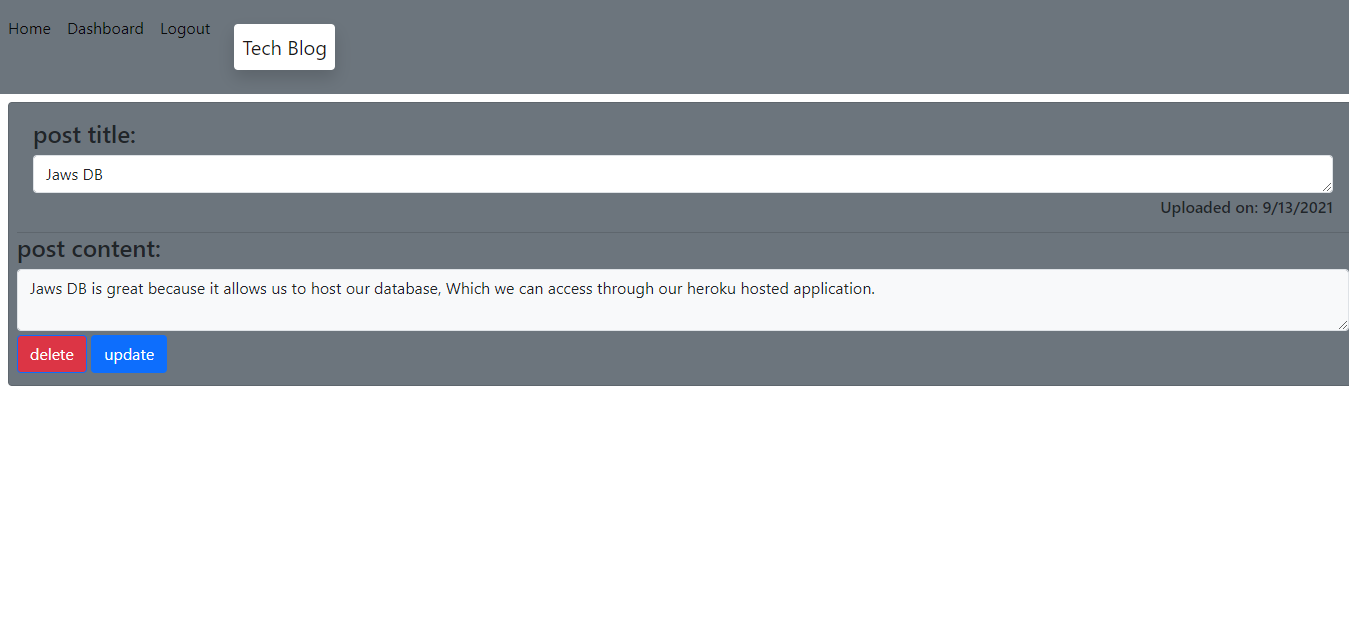 Home Dashboard Logout Tech Blog
post title:
Jaws DB
Uploaded on: 9/13/2021
post content:
Jaws DB is great because it allows us to host our database, Which we can access through our heroku hosted application.
delete update